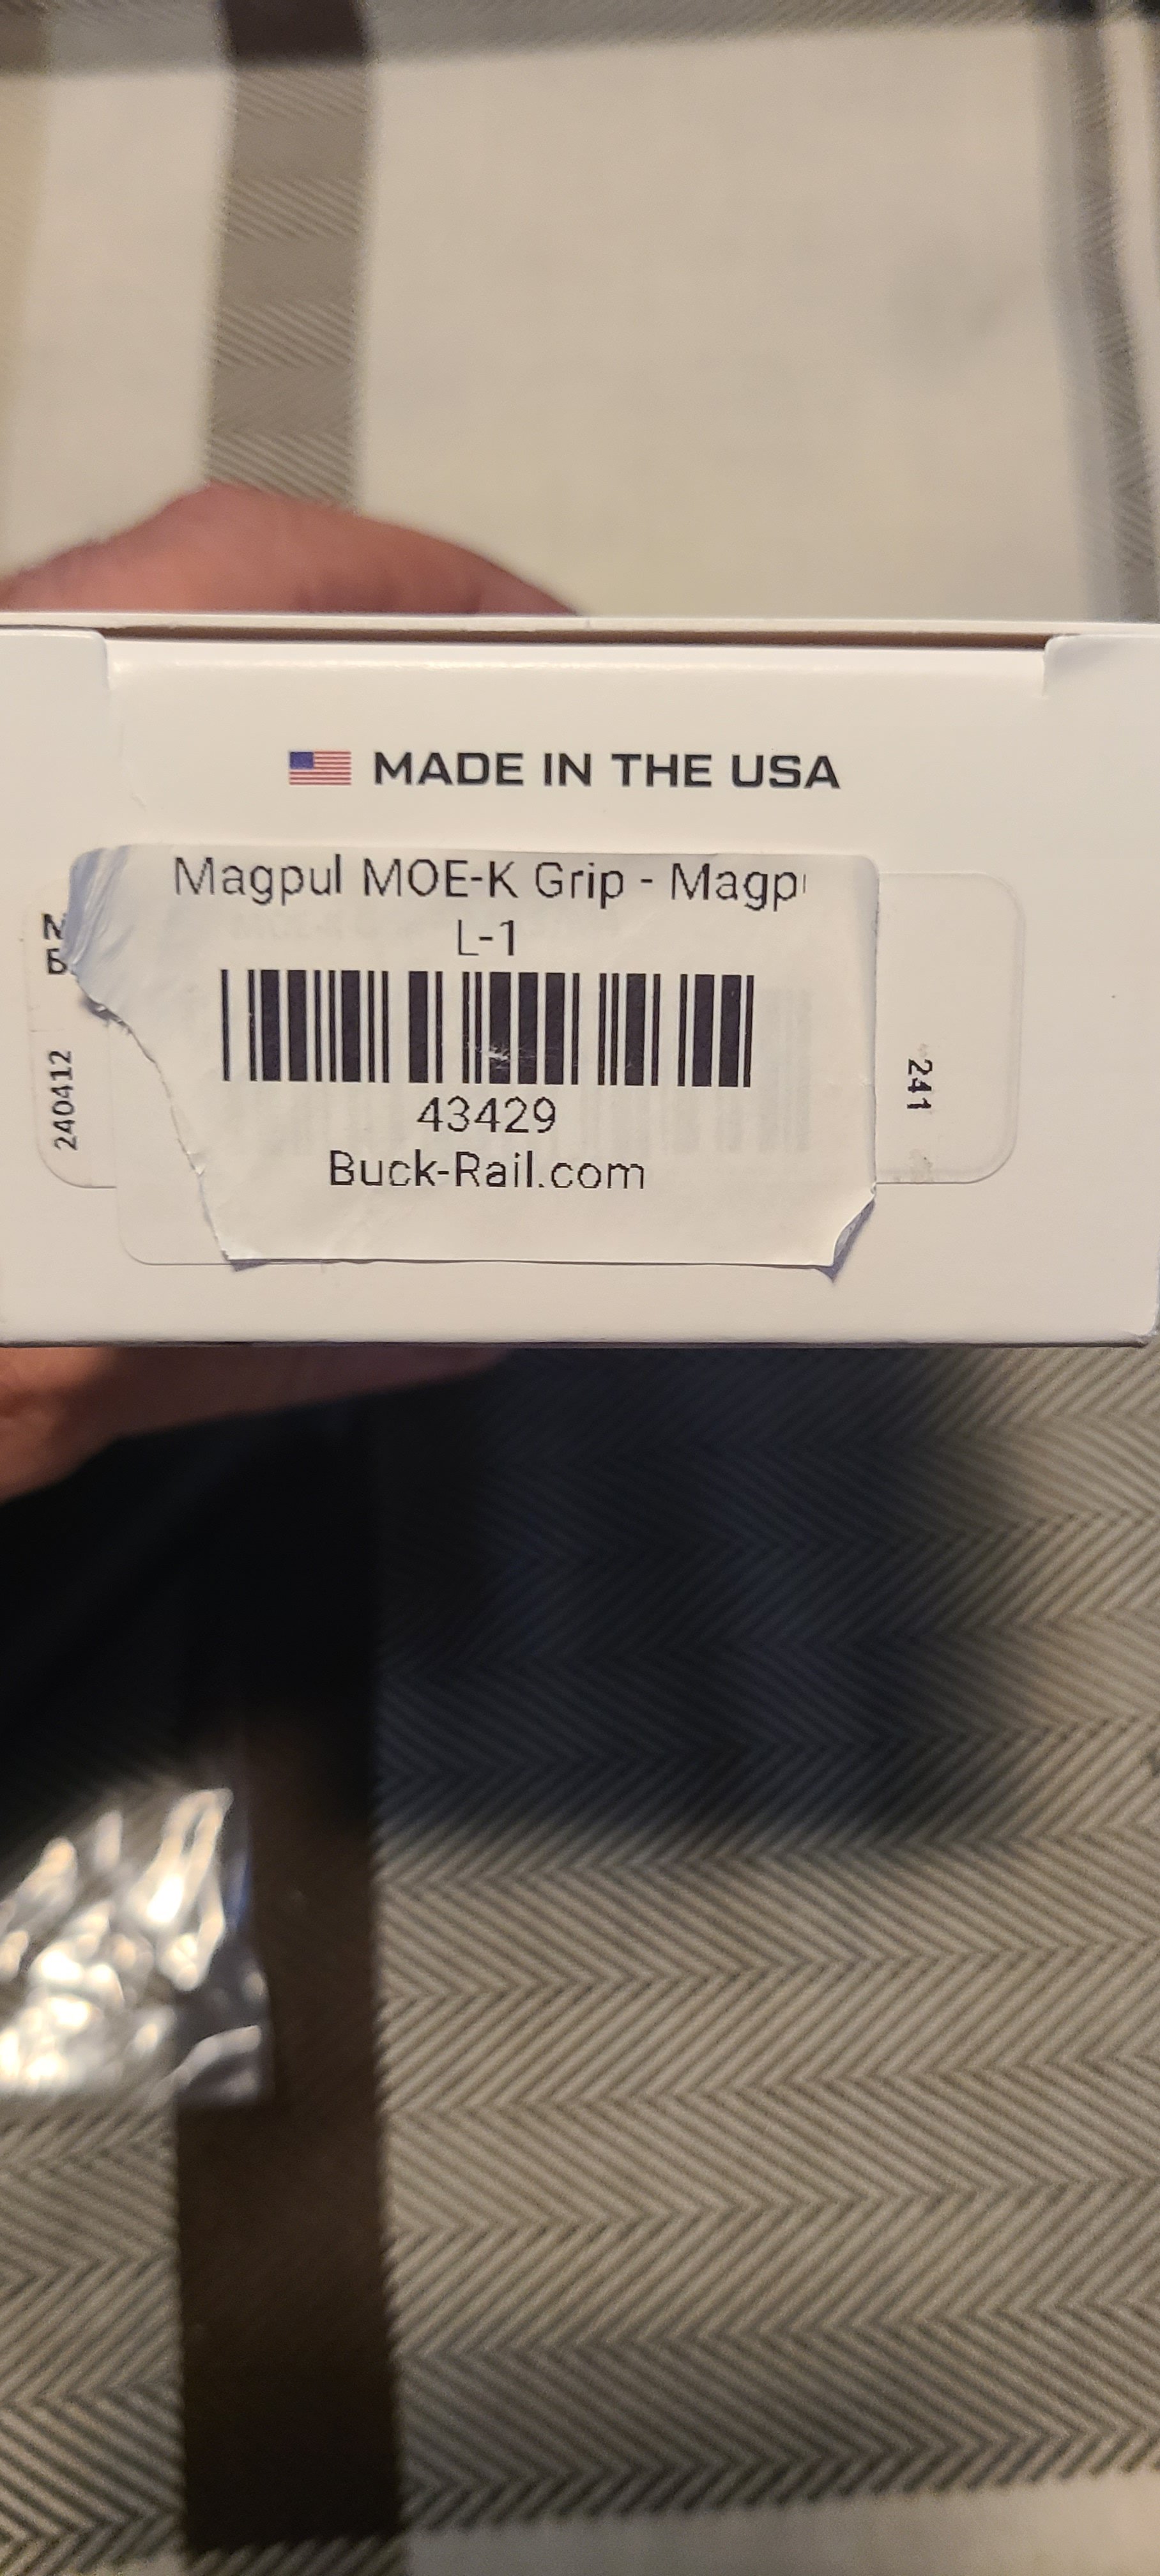 MADE IN THE USA
Magpul MOE-K Grip - Magp
L-1
43429
Buck-Rail.com
240412
241